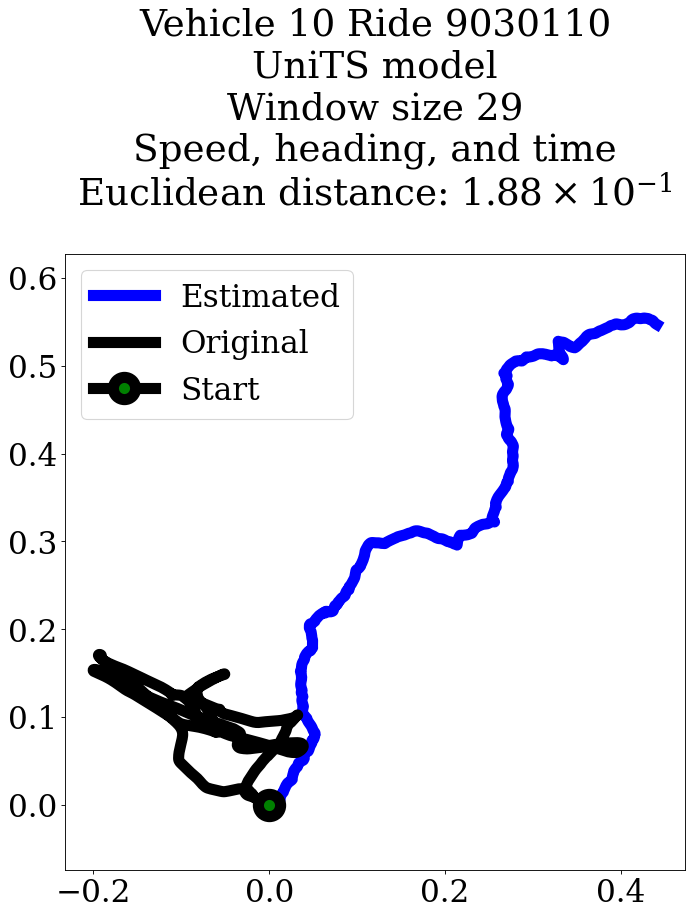 Vehicle 10 Ride 9030110
UniTS model
Window size 29
Speed, heading, and time
Euclidean distance: 1.88 × 10⁻¹
Estimated
Original
Start
0.6
0.5
0.4
0.3
0.2
0.1
0.0
−0.2 0.0 0.2 0.4